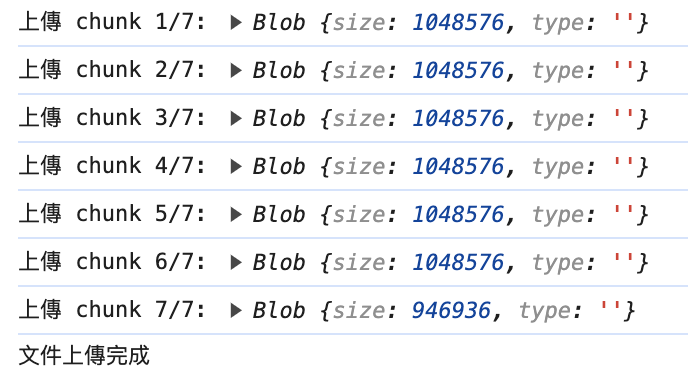 上傳 chunk 1/7: ▶ Blob {size: 1048576, type: ''}
上傳 chunk 2/7: ▶ Blob {size: 1048576, type: ''}
上傳 chunk 3/7: ▶ Blob {size: 1048576, type: ''}
上傳 chunk 4/7: ▶ Blob {size: 1048576, type: ''}
上傳 chunk 5/7: ▶ Blob {size: 1048576, type: ''}
上傳 chunk 6/7: ▶ Blob {size: 1048576, type: ''}
上傳 chunk 7/7: ▶ Blob {size: 946936, type: ''}
文件上傳完成